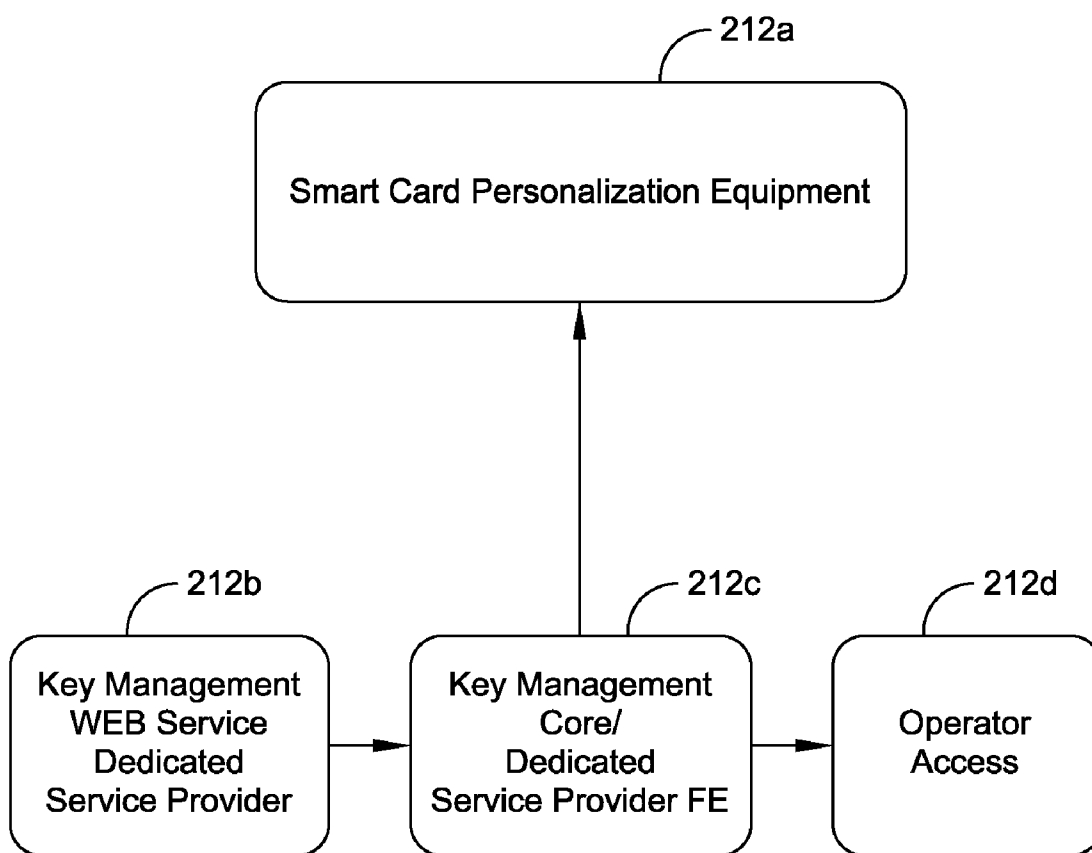 212a
Smart Card Personalization Equipment
212b
212c
212d
Key Management
WEB Service
Dedicated
Service Provider
Key Management
Core/
Dedicated
Service Provider FE
Operator
Access